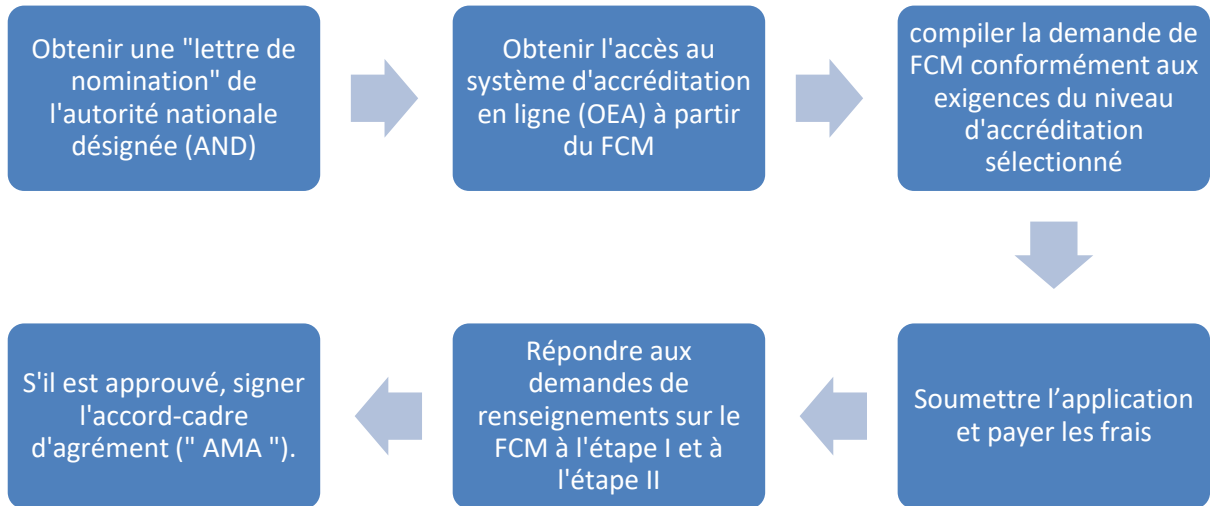 Obtenir une "lettre de
nomination" de
l'autorité nationale
désignée (AND)
Obtenir l'accès au
système d'accréditation
en ligne (OEA) à partir
du FCM
compiler la demande de
FCM conformément aux
exigences du niveau
d'accréditation
sélectionné
Soumettre l’application
et payer les frais
Répondre aux
demandes de
renseignements sur le
FCM à l'étape I et à
l'étape II
S'il est approuvé, signer
l'accord-cadre
d'agrément (" AMA ").